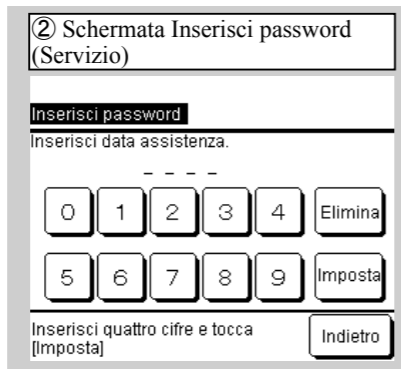 ② Schermata Inserisci password
(Servizio)
Inserisci password
Inserisci data assistenza.
_ _ _ _
0 1 2 3 4 Elimina
5 6 7 8 9 Imposta
Inserisci quattro cifre e tocca
[Imposta]
Indietro